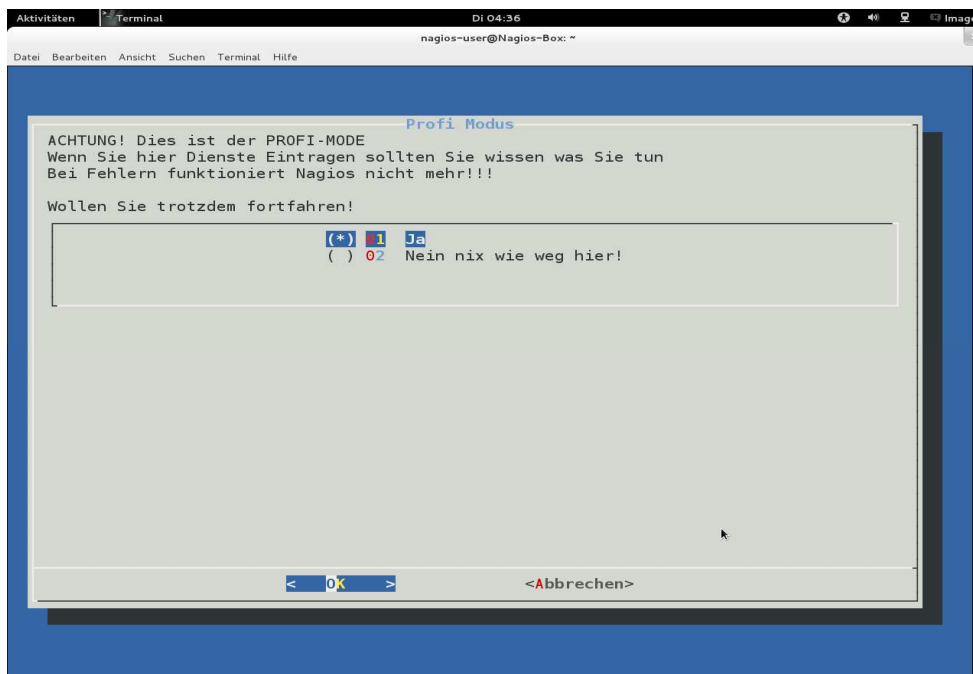 Aktivitäten Terminal Di 04:36
nagios-user@Nagios-Box: ~
Datei Bearbeiten Ansicht Suchen Terminal Hilfe
Profi Modus
ACHTUNG! Dies ist der PROFI-MODE
Wenn Sie hier Dienste Eintragen sollten Sie wissen was Sie tun
Bei Fehlern funktioniert Nagios nicht mehr!!!
Wollen Sie trotzdem fortfahren!
(*) 01 Ja
( ) 02 Nein nix wie weg hier!
< OK > <Abbrechen>